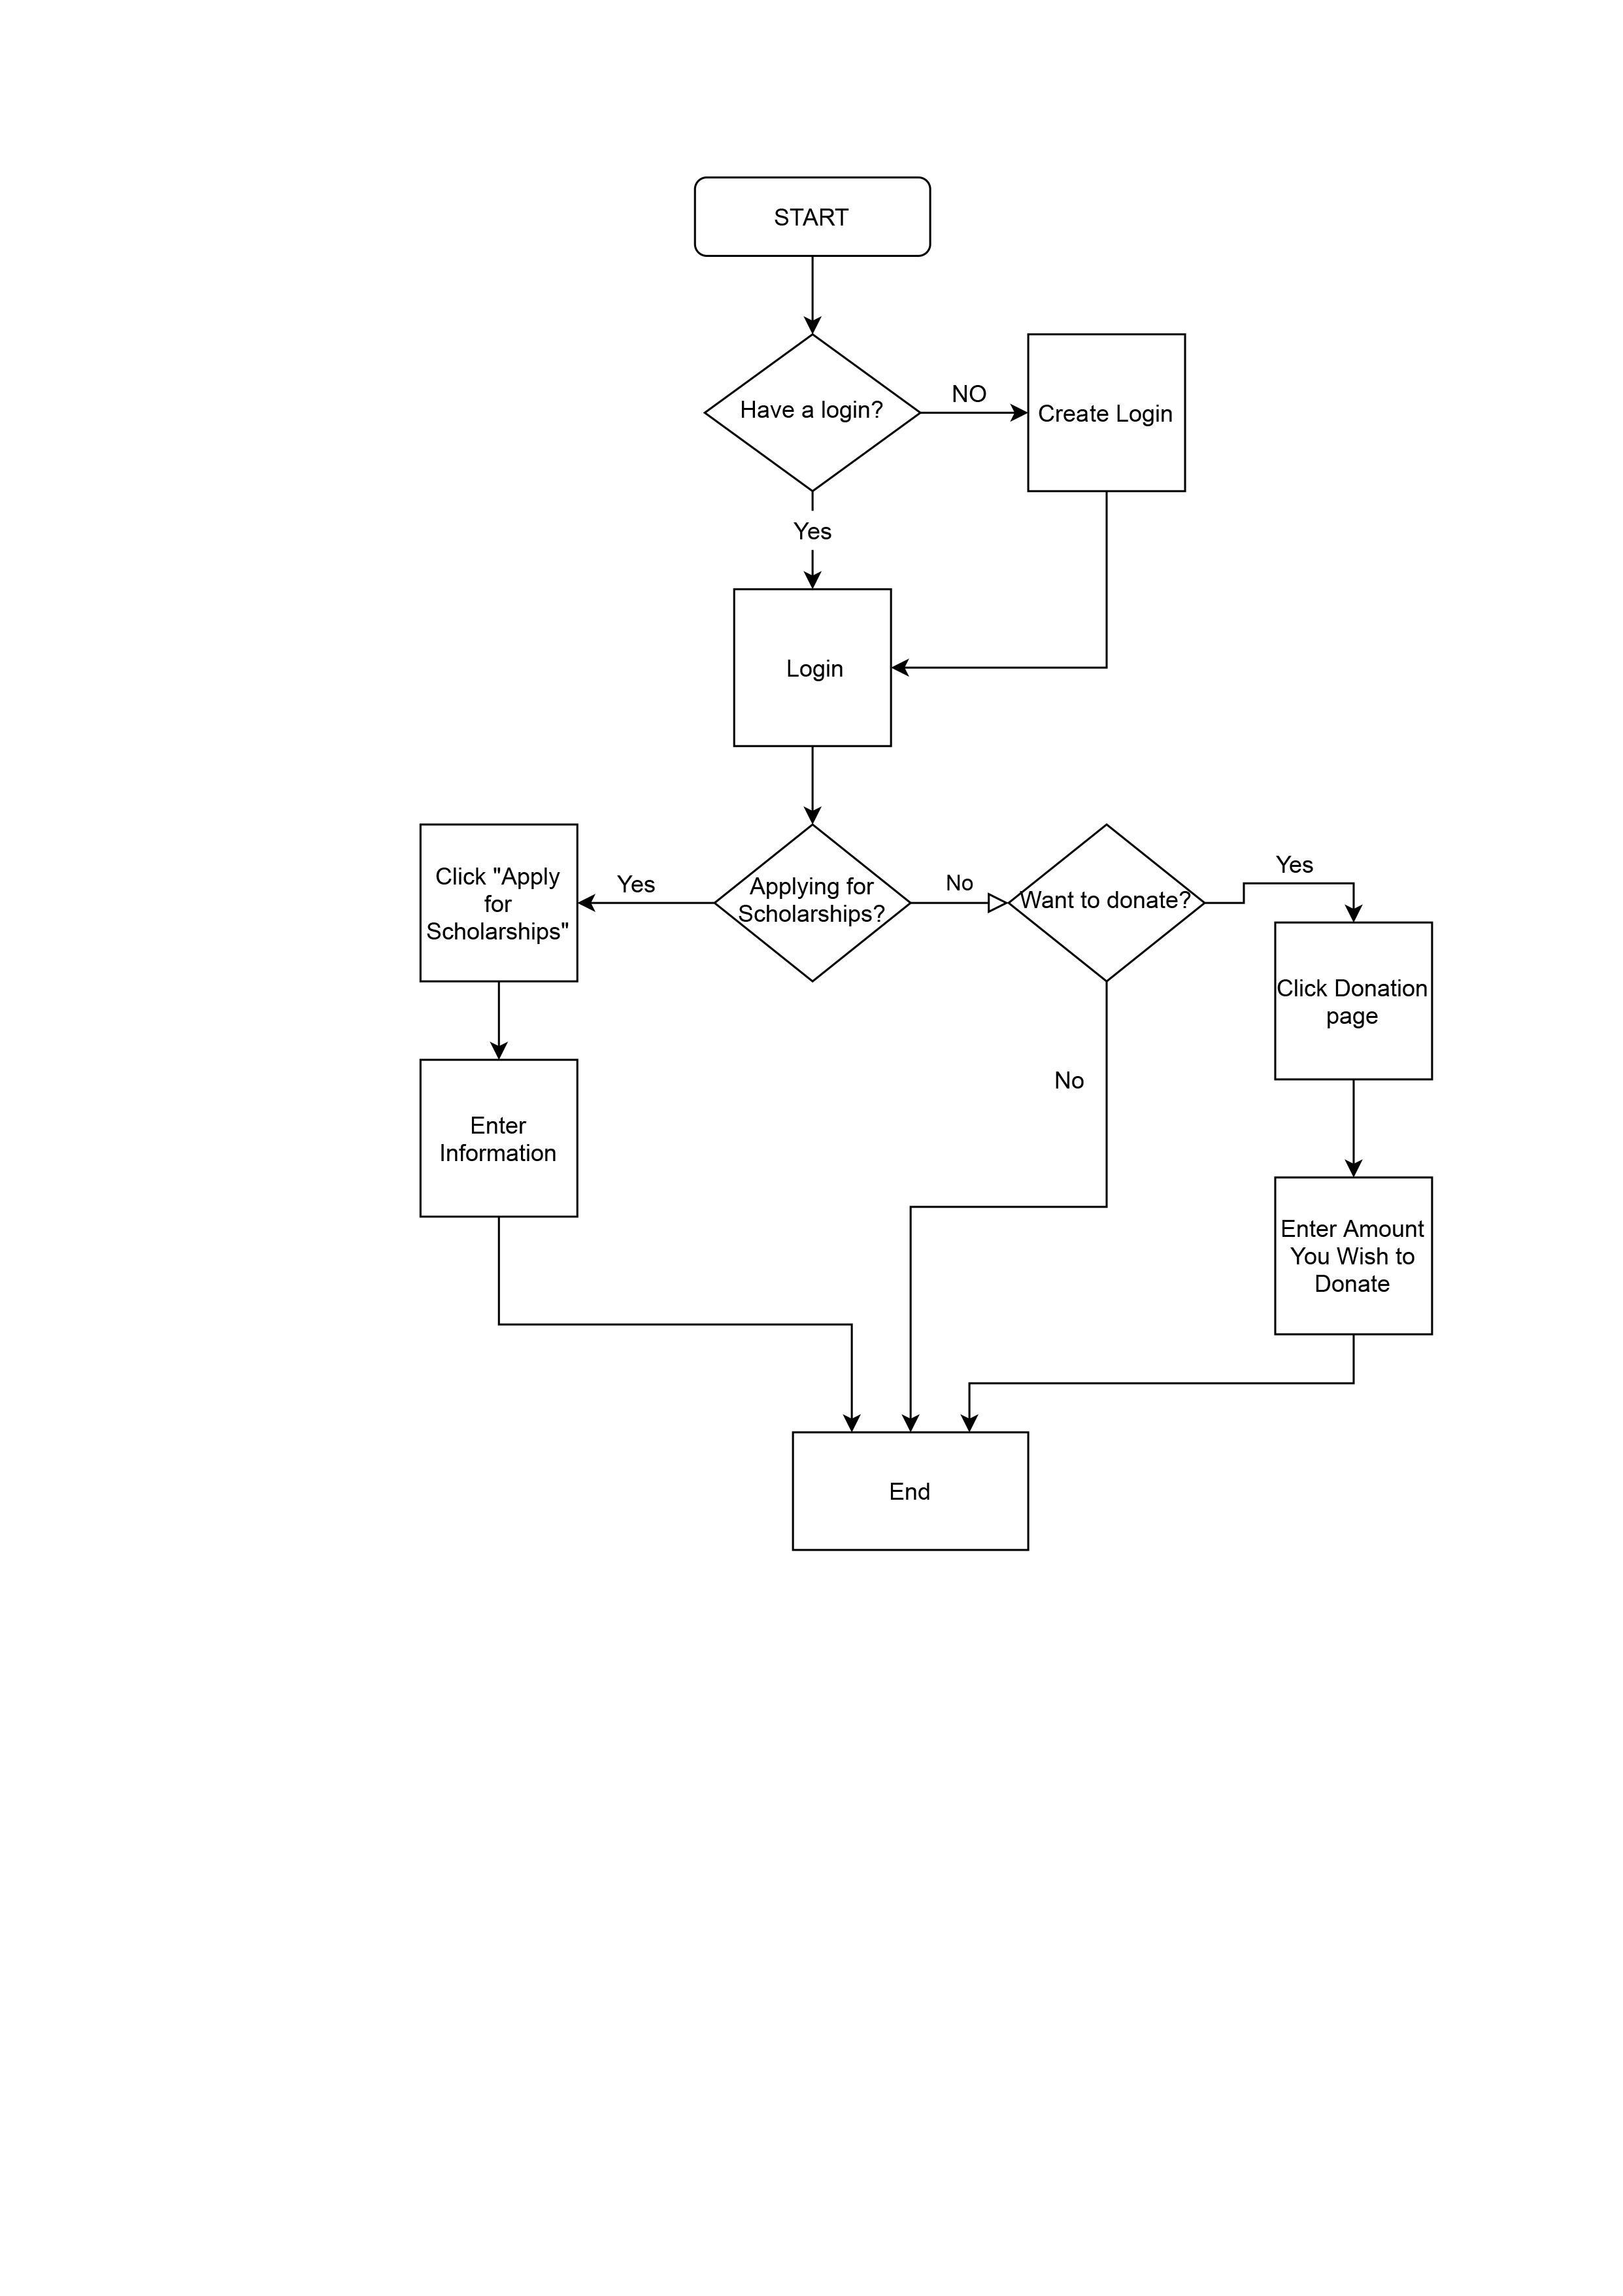 START
Have a login?
NO
Create Login
Yes
Login
Click "Apply
for
Scholarships"
Yes
Applying for
Scholarships?
No
Want to donate?
Yes
Click Donation
page
Enter
Information
No
Enter Amount
You Wish to
Donate
End